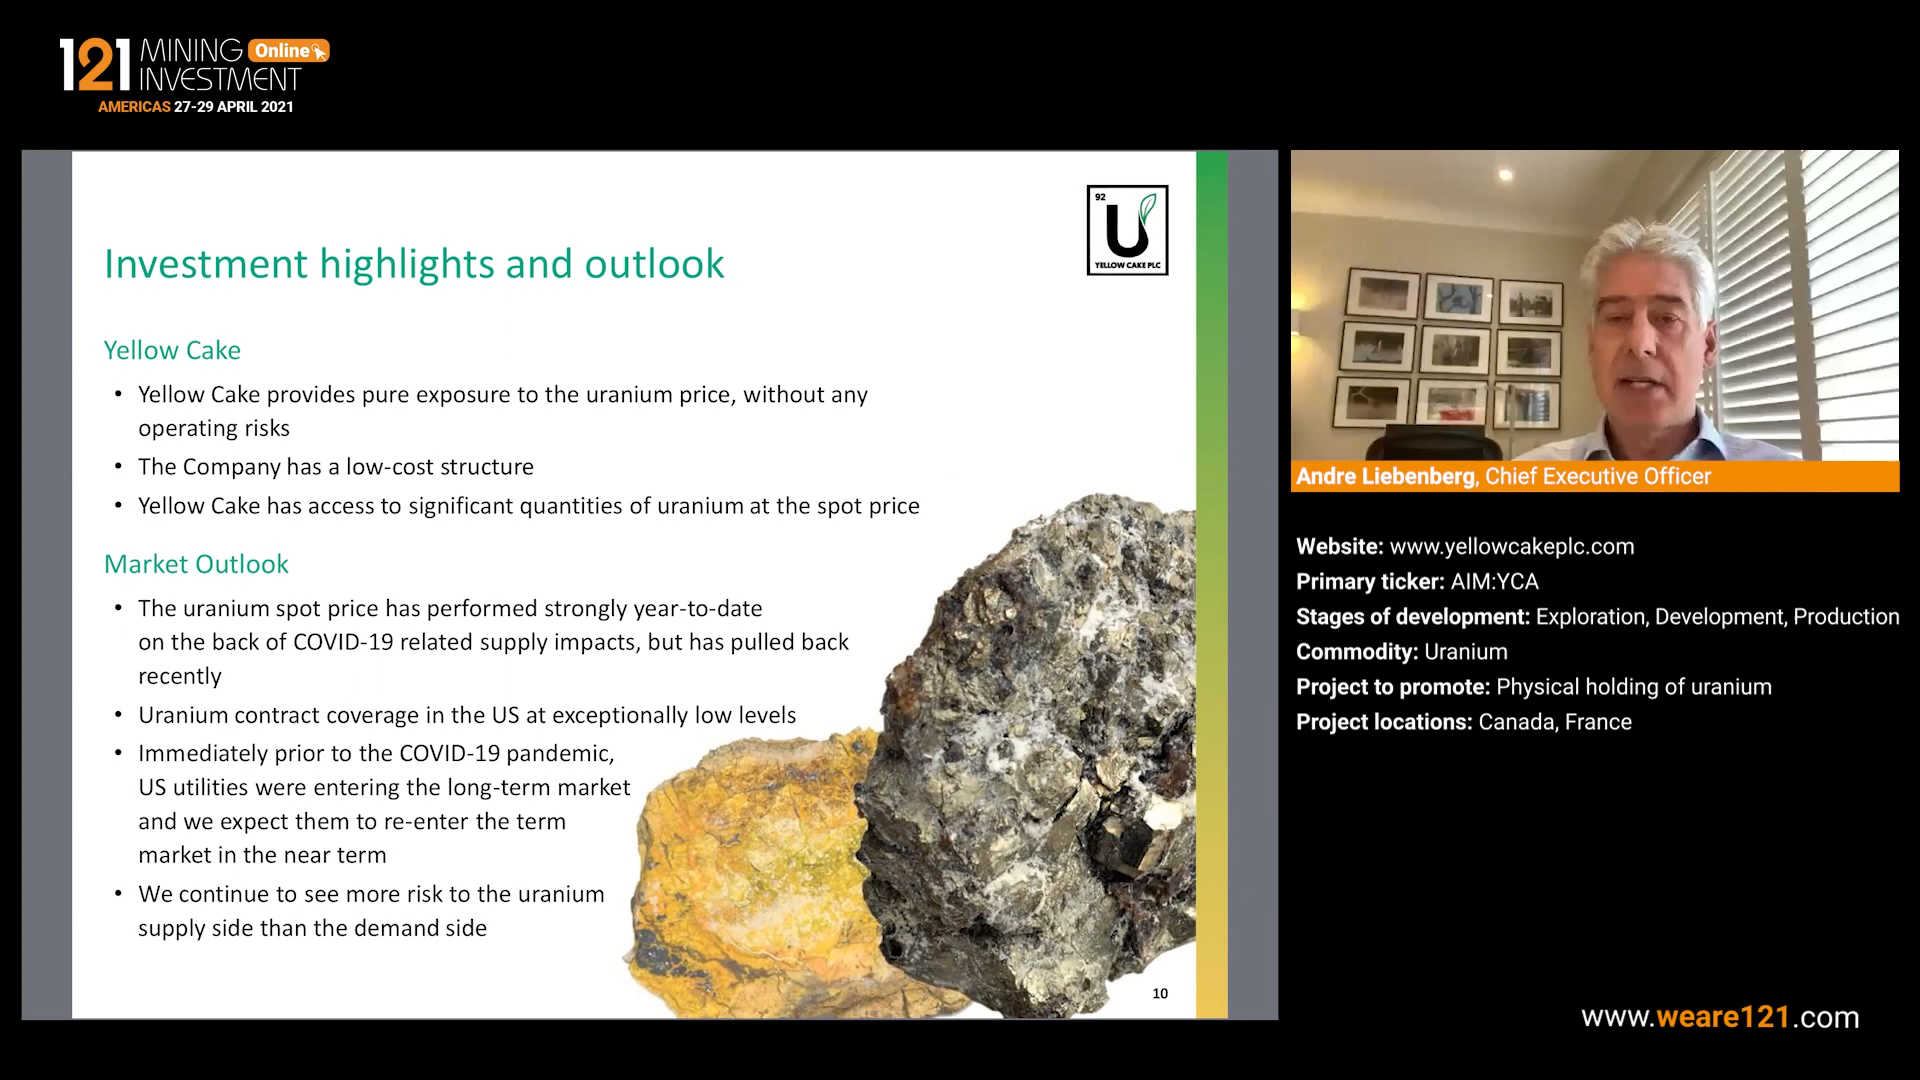 121 MINING Online
INVESTMENT
AMERICAS 27-29 APRIL 2021
92
U
YELLOW CAKE PLC
Investment highlights and outlook
Yellow Cake
• Yellow Cake provides pure exposure to the uranium price, without any
operating risks
• The Company has a low-cost structure
• Yellow Cake has access to significant quantities of uranium at the spot price
Market Outlook
• The uranium spot price has performed strongly year-to-date
on the back of COVID-19 related supply impacts, but has pulled back
recently
• Uranium contract coverage in the US at exceptionally low levels
• Immediately prior to the COVID-19 pandemic,
US utilities were entering the long-term market
and we expect them to re-enter the term
market in the near term
• We continue to see more risk to the uranium
supply side than the demand side
10
Andre Liebenberg, Chief Executive Officer
Website: www.yellowcakeplc.com
Primary ticker: AIM:YCA
Stages of development: Exploration, Development, Production
Commodity: Uranium
Project to promote: Physical holding of uranium
Project locations: Canada, France
www.weare121.com